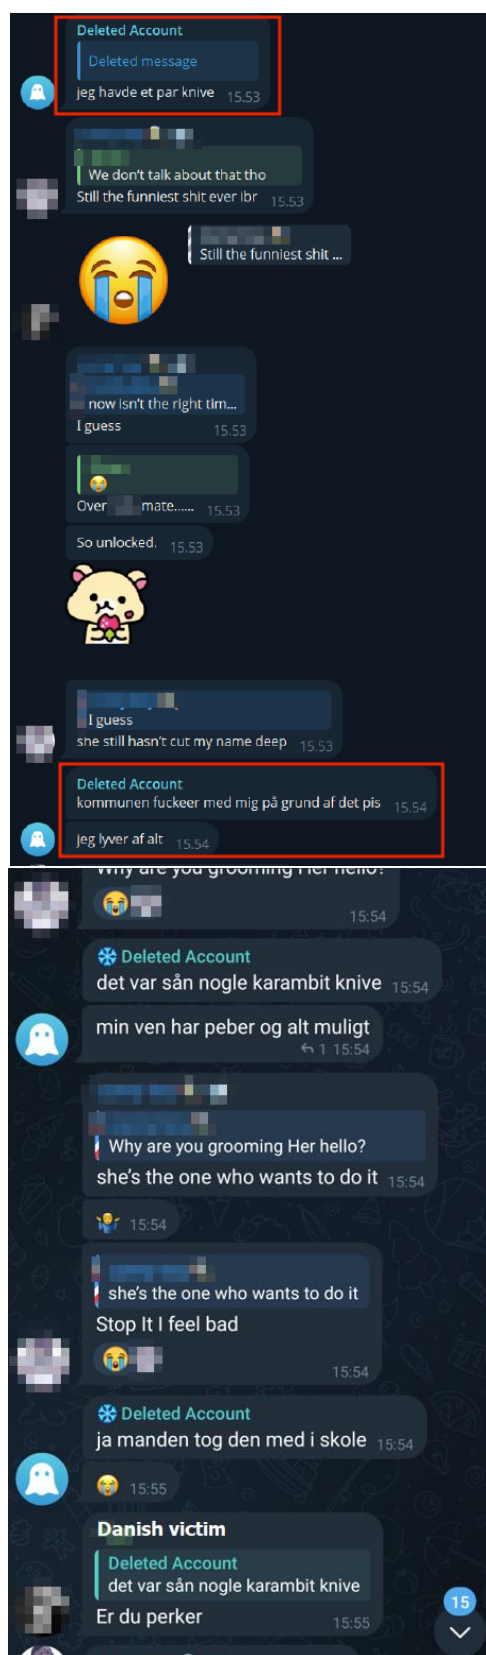 Deleted Account
Deleted message
jeg havde et par knive 15.53
We don't talk about that tho
Still the funniest shit ever ibr 15.53
Still the funniest shit ...
now isn't the right tim...
I guess 15.53
Over mate...... 15.53
So unlocked. 15.53
I guess
she still hasn't cut my name deep 15.53
Deleted Account
kommunen fuckeer med mig på grund af det pis 15.54
jeg lyver af alt 15.54
Why are you grooming Her hello?
15:54
Deleted Account
det var sån nogle karambit knive 15:54
min ven har peber og alt muligt
1 15:54
Why are you grooming Her hello?
she's the one who wants to do it 15:54
15:54
she's the one who wants to do it
Stop It I feel bad
15:54
Deleted Account
ja manden tog den med i skole 15:54
15:55
Danish victim
Deleted Account
det var sån nogle karambit knive
Er du perker 15:55
15